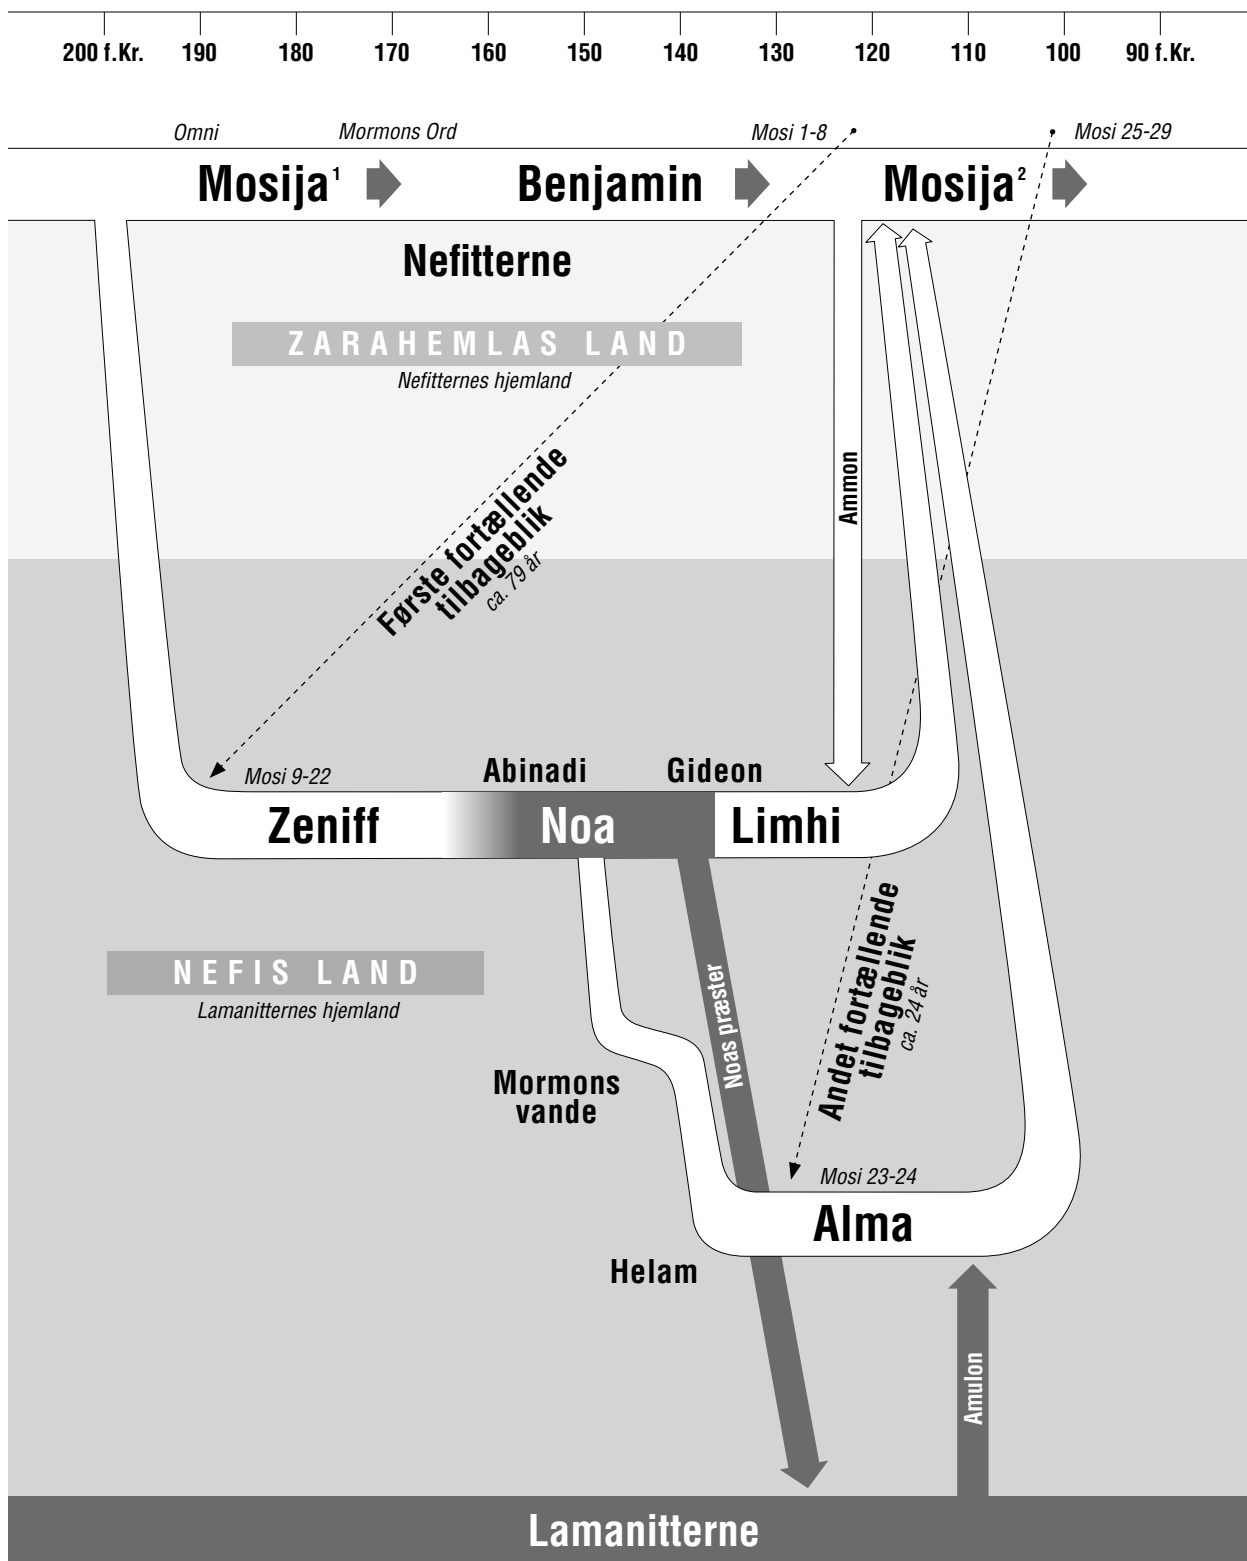 200 f.Kr. 190 180 170 160 150 140 130 120 110 100 90 f.Kr.
Omni Mormons Ord Mosi 1-8 Mosi 25-29
Mosija¹ Benjamin Mosija²
Nefitterne
ZARAHEMLAS LAND
Nefitternes hjemland
Ammon
Første fortællende
tilbageblik
ca. 79 år
Mosi 9-22 Abinadi Gideon
Zeniff Noa Limhi
NEFIS LAND
Lamanitternes hjemland
Noas præster
Andet fortællende
tilbageblik
ca. 24 år
Mormons
vande
Mosi 23-24
Alma
Helam
Amulon
Lamanitterne